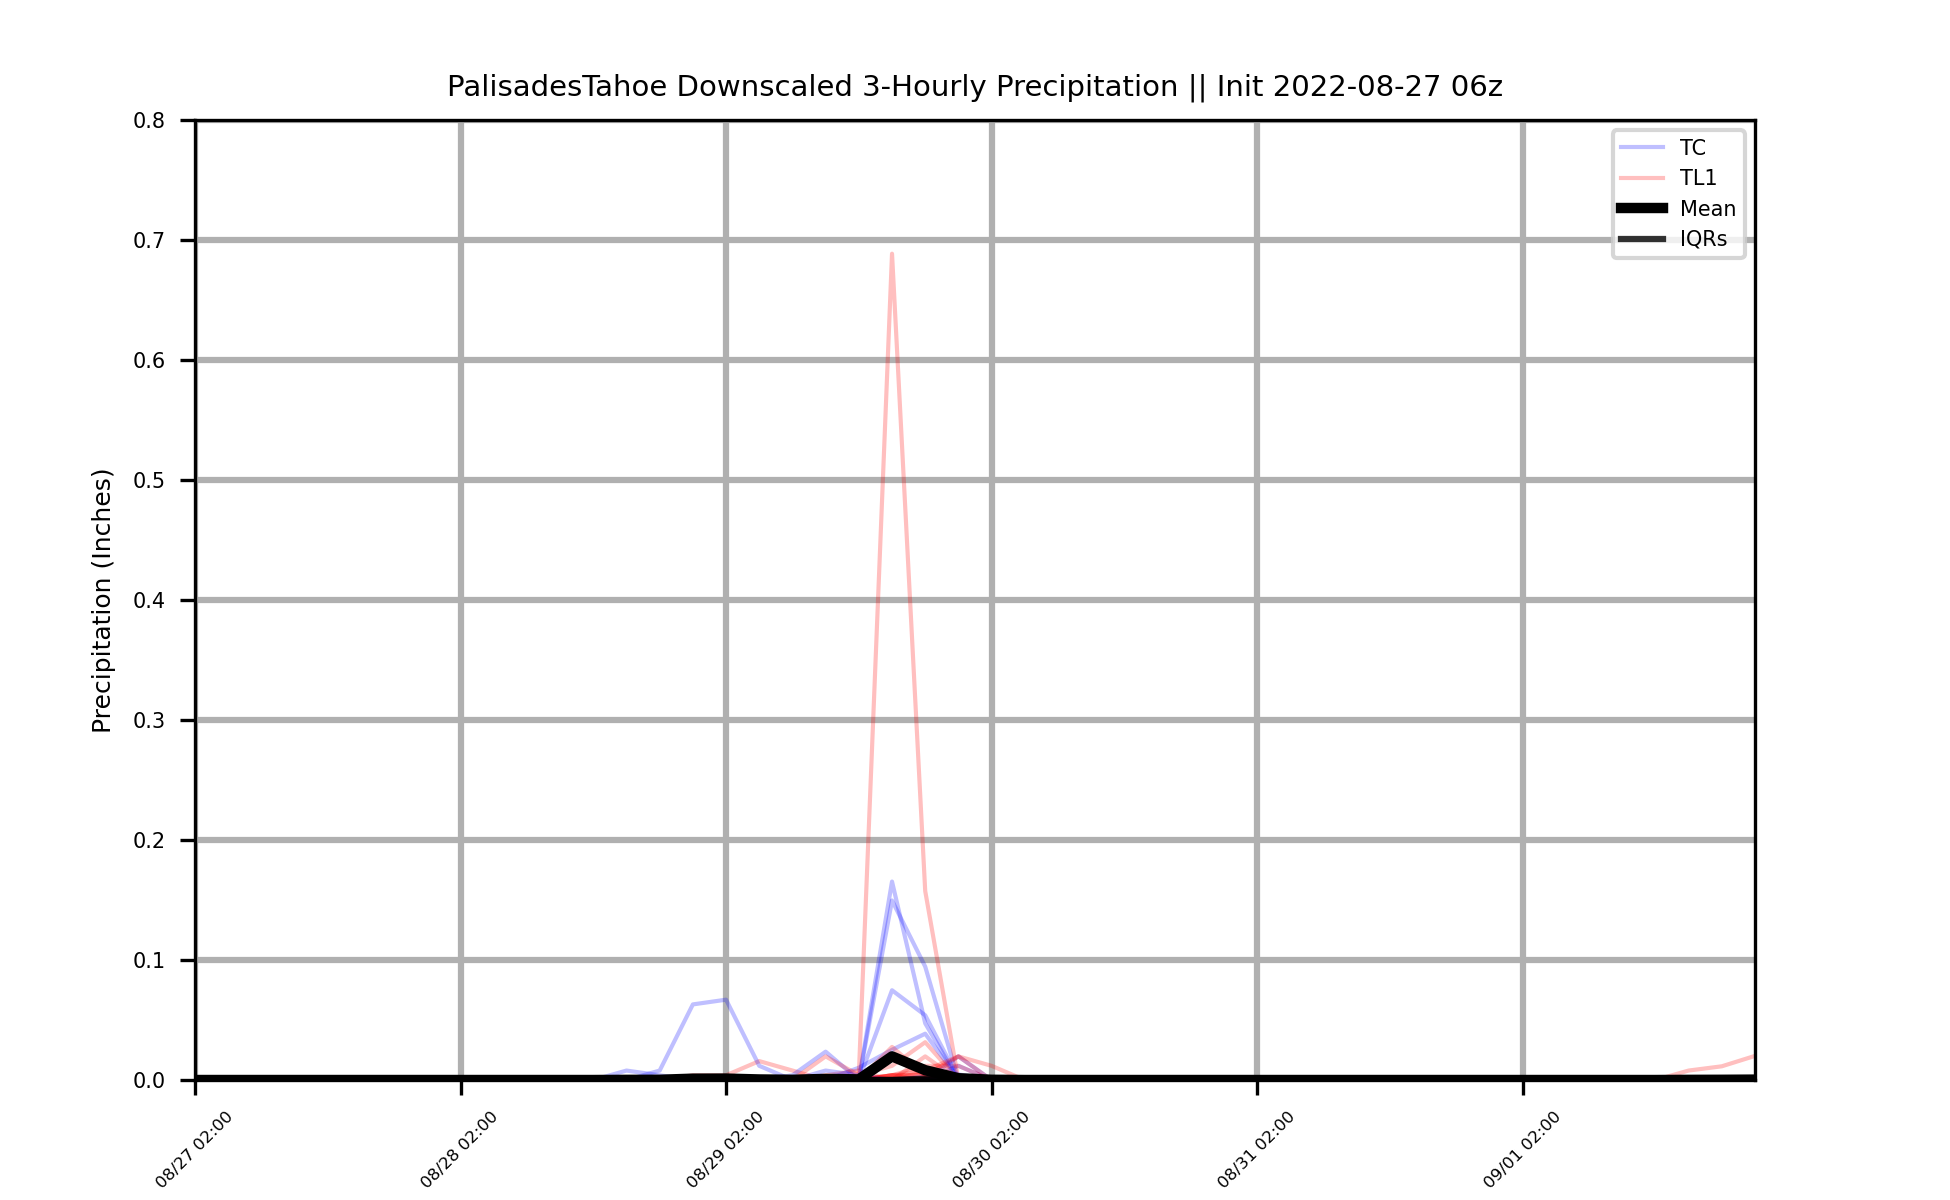 PalisadesTahoe Downscaled 3-Hourly Precipitation || Init 2022-08-27 06z
0.8
0.7
0.6
0.5
0.4
0.3
0.2
0.1
0.0
Precipitation (Inches)
TC
TL1
Mean
IQRs
08/27 02:00
08/28 02:00
08/29 02:00
08/30 02:00
08/31 02:00
09/01 02:00